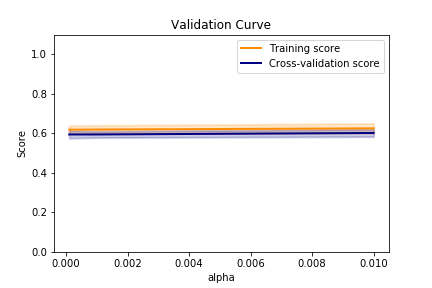 Validation Curve
Training score
Cross-validation score
1.0
0.8
0.6
0.4
0.2
0.0
Score
0.000 0.002 0.004 0.006 0.008 0.010
alpha